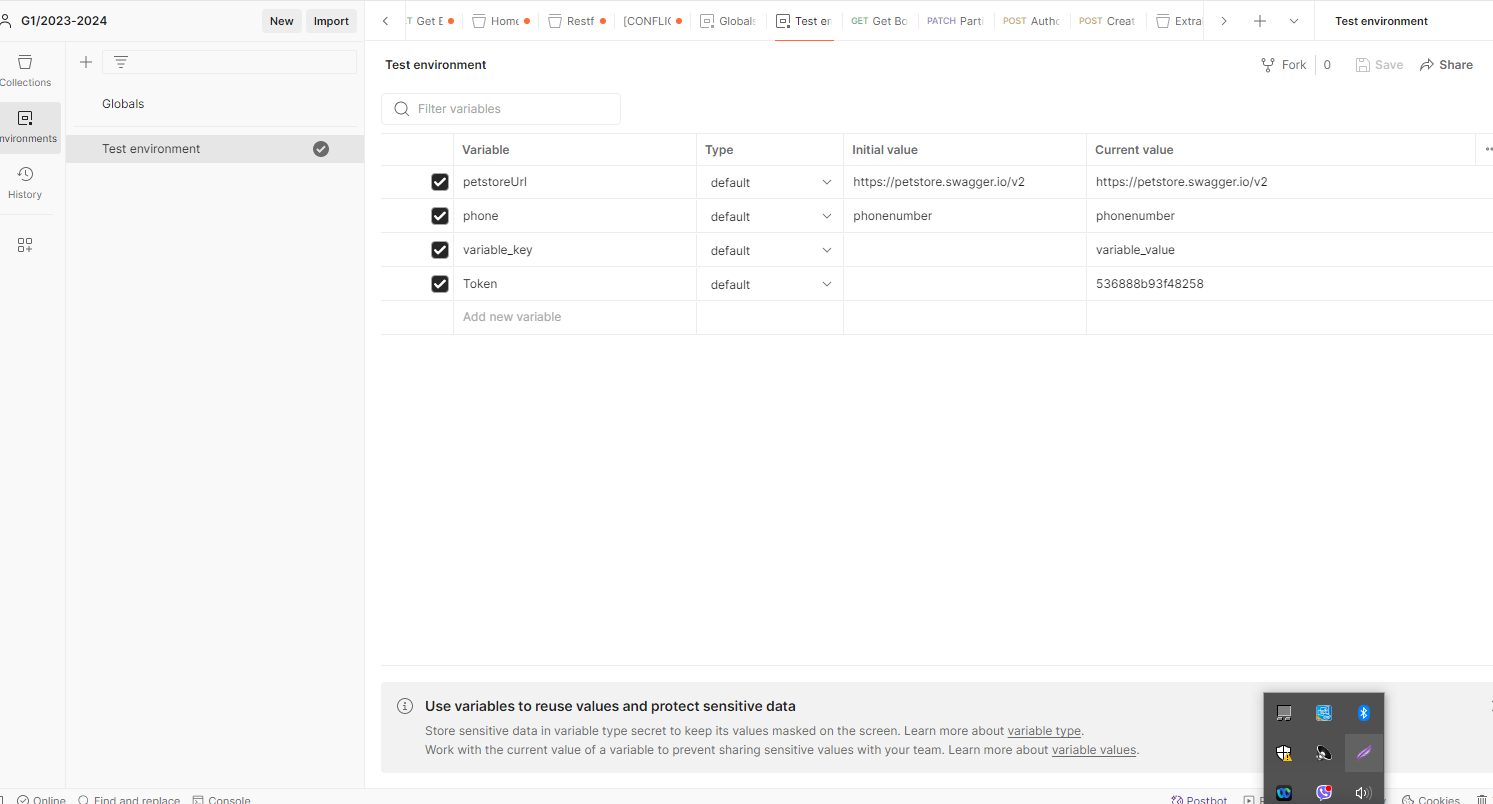 G1/2023-2024
New
Import
Get E
Home
Restf
[CONFLIC
Globals
Test er
GET Get Bo
PATCH Parti
POST Autho
POST Creat
Extra
Test environment
Collections
nvironments
History
Globals
Test environment
Test environment
Fork 0
Save
Share
Filter variables
Variable Type Initial value Current value
petstoreUrl default https://petstore.swagger.io/v2 https://petstore.swagger.io/v2
phone default phonenumber phonenumber
variable_key default variable_value
Token default 536888b93f48258
Add new variable
Use variables to reuse values and protect sensitive data
Store sensitive data in variable type secret to keep its values masked on the screen. Learn more about variable type.
Work with the current value of a variable to prevent sharing sensitive values with your team. Learn more about variable values.
Online
Find and replace
Console
Postbot
Cookies